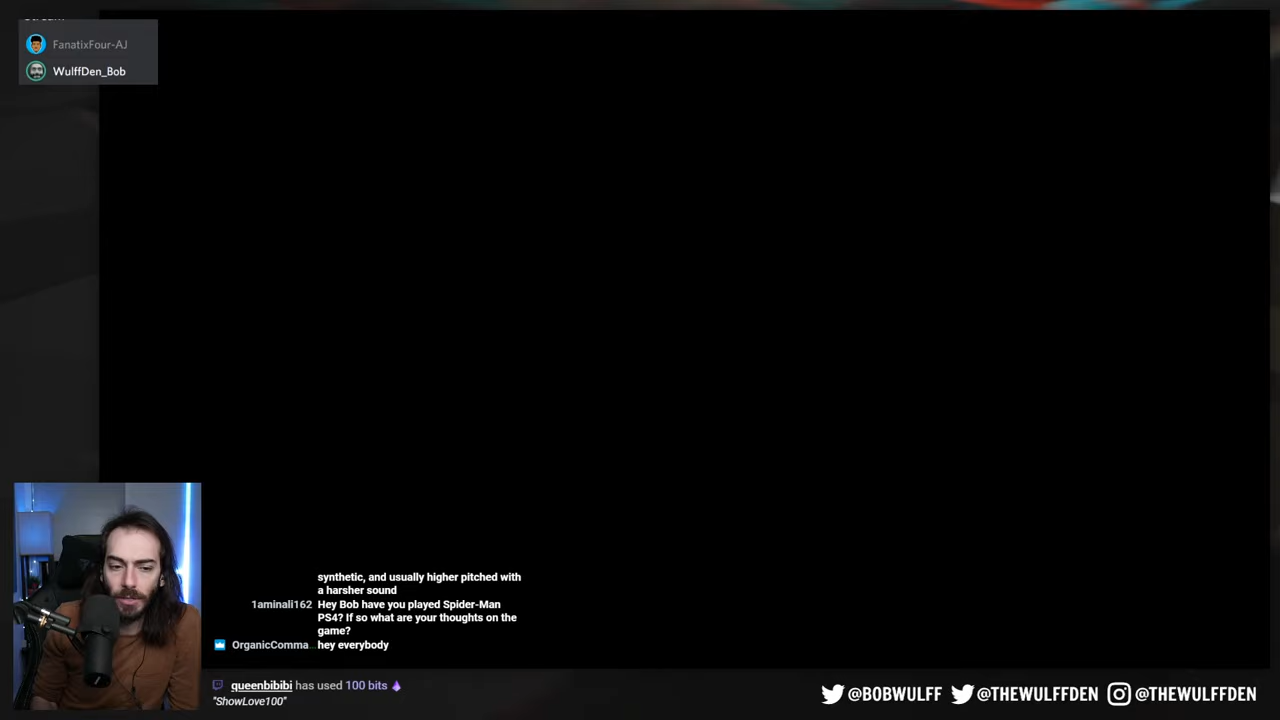 FanatixFour-AJ
WulffDen_Bob
synthetic, and usually higher pitched with
a harsher sound
1aminali162 Hey Bob have you played Spider-Man
PS4? If so what are your thoughts on the
game?
OrganicComma... hey everybody
queenbibibi has used 100 bits
"ShowLove100"
@BOBWULFF @THEWULFFDEN @THEWULFFDEN